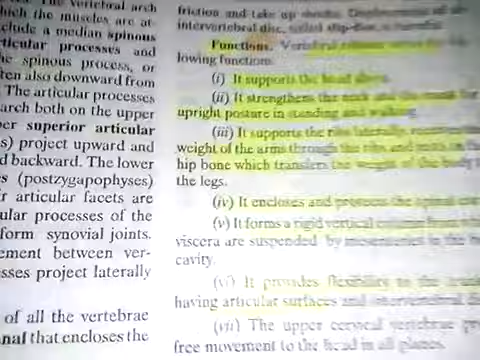 The vertebral arch
which the muscles are at-
clude a median spinous
rticular processes and
he spinous process, or
ten also downward from
The articular processes
arch both on the upper
er superior articular
s) project upward and
d backward. The lower
s (postzygapophyses)
r articular facets are
ular processes of the
form synovial joints.
ement between ver-
sses project laterally
of all the vertebrae
nal that encloses the
friction and take up shocks.
intervertebral disc,
Functions. Vertebral column
lowing functions
(i) It supports the head above.
(ii) It strengthens the
upright posture in standing and walking.
(iii) It supports the ribs laterally,
weight of the arms through the ribs and
hip bone which transfers the weight of the body
the legs.
(iv) It encloses and protects the spinal
(v) It forms a rigid vertical
viscera are suspended by mesenteries in the
cavity.
(vi) It provides flexibility to the
having articular surfaces and intervertebral
(vii) The upper cervical vertebrae
free movement to the head in all planes.